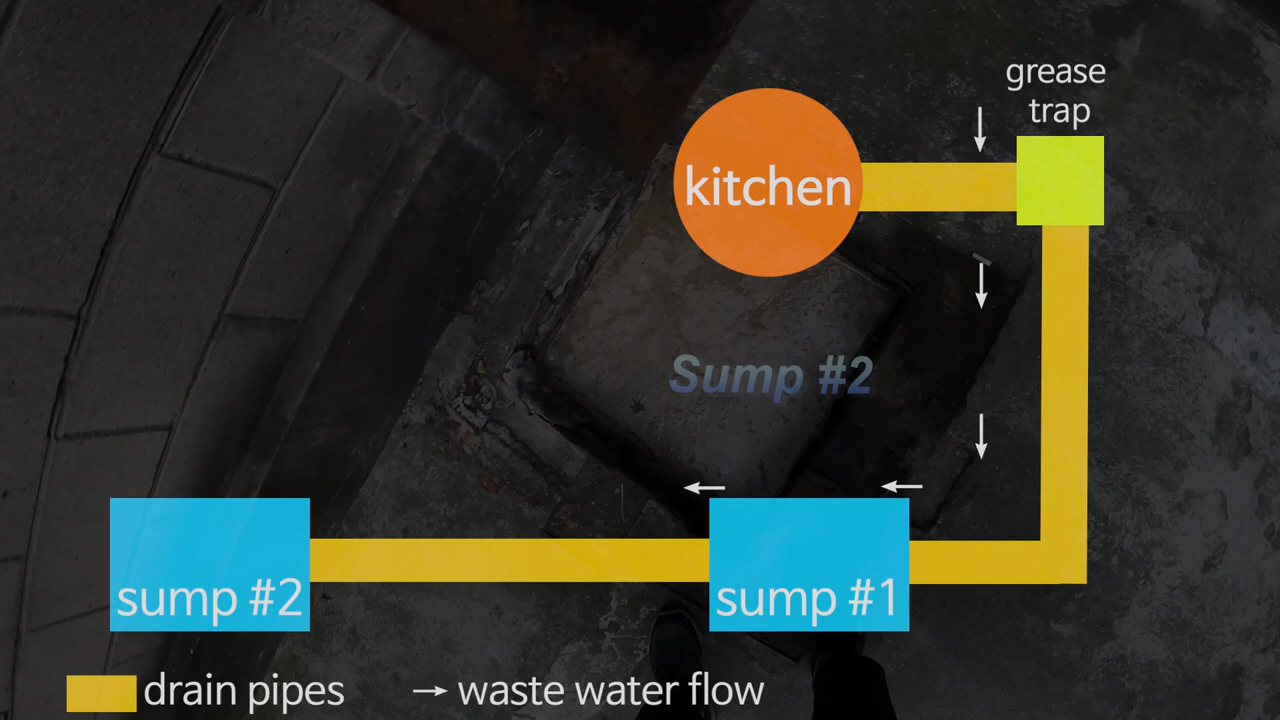 grease
trap
kitchen
Sump #2
sump #2
sump #1
drain pipes
waste water flow